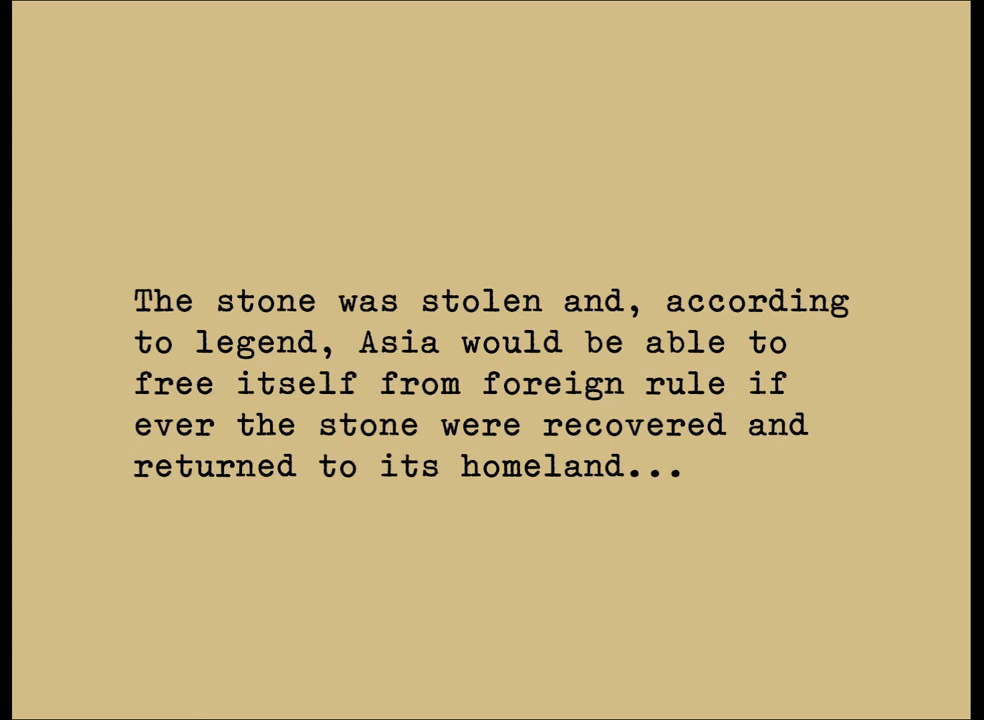 The stone was stolen and, according
to legend, Asia would be able to
free itself from foreign rule if
ever the stone were recovered and
returned to its homeland...